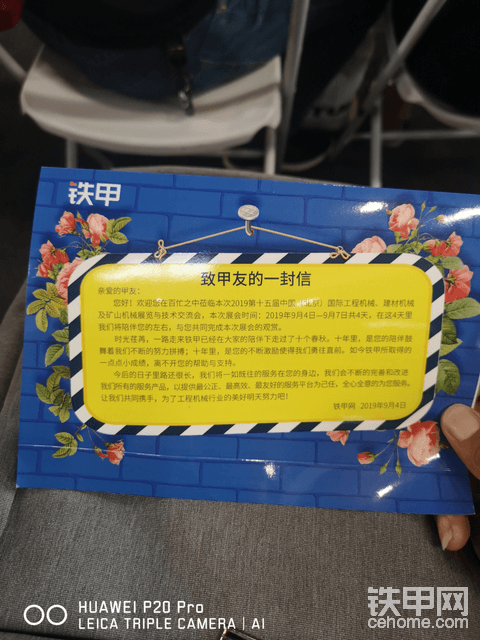 铁甲
致甲友的一封信
亲爱的甲友:
您好!欢迎您在百忙之中莅临本次2019第十五届中国(北京)国际工程机械、建材机械
及矿山机械展览与技术交流会,本次展会时间:2019年9月4日—9月7日共4天,在这4天里
我们将陪伴您的左右,与您共同完成本次展会的观赏。
时光荏苒,一路走来铁甲已经在大家的陪伴下走过了十个春秋。十年里,是您的陪伴鼓
舞着我们不断的努力拼搏;十年里,是您的不断激励使得我们勇往直前。如今铁甲所取得的
一点点小成绩,离不开您的帮助与支持。
今后的日子里路还很长,我们将一如既往的服务在您的身边,我们会不断的完善和改进
我们所有的服务产品,以提供最公正、最高效、最友好的服务平台为己任,全心全意的为您服务。
让我们共同携手,为了工程机械行业的美好明天努力吧!
铁甲网 2019年9月4日
HUAWEI P20 Pro
LEICA TRIPLE CAMERA | AI
铁甲网
cehome.com